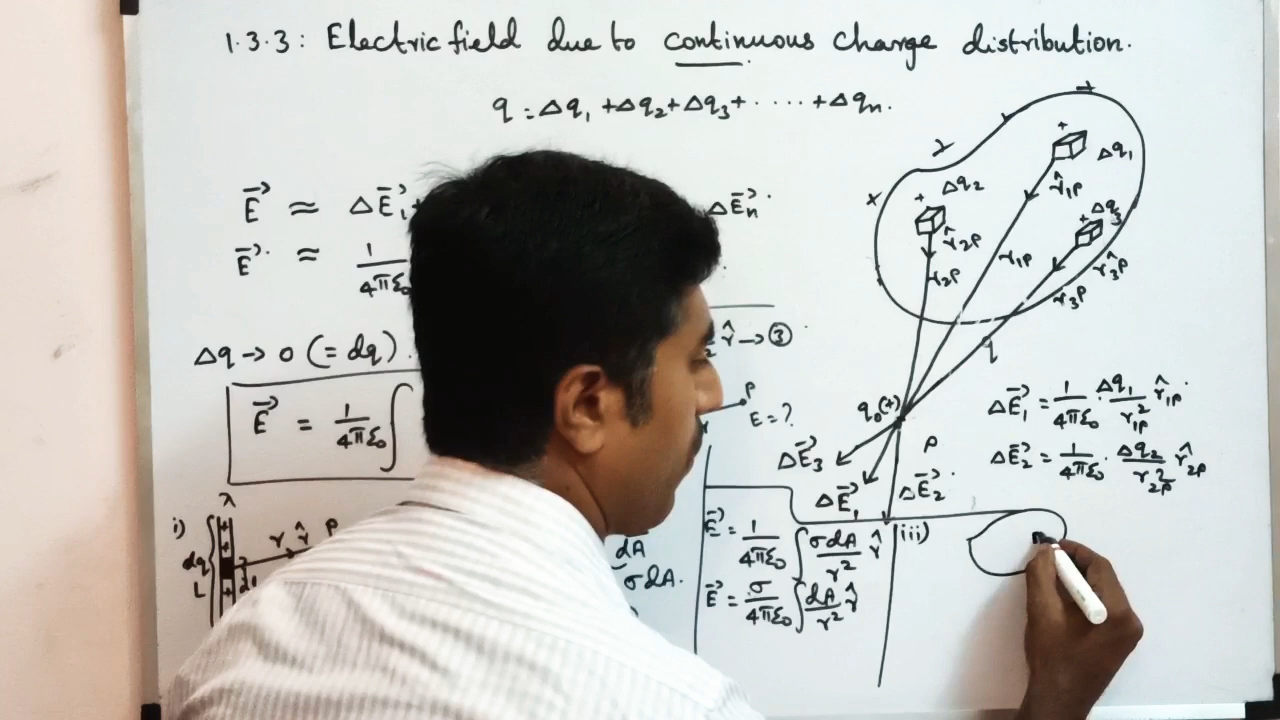 1.3.3: Electric field due to continuous charge distribution.
q = Δq₁ + Δq₂ + Δq₃ + ..... + Δqₙ.
E⃗ ≈ ΔE⃗₁ ΔE⃗ₙ
E⃗ ≈ 1/4πε₀
Δq → 0 (= dq). r̂ → ③
E⃗ = 1/4πε₀ ∫
P
E = ?
i) λ
dq
L
dl
r r̂ P
dA
σ dA.
E⃗ = 1/4πε₀ ∫ σdA/r² r̂
E⃗ = σ/4πε₀ ∫ dA/r² r̂
Δq₁
r̂₁P
Δq₂
r̂₂P
Δq₃
r̂₃P
r₁P
r₂P
r₃P
q
q₀(+)
P
ΔE⃗₃
ΔE⃗₁
ΔE⃗₂
ΔE⃗₁ = 1/4πε₀ · Δq₁/r₁P² r̂₁P
ΔE⃗₂ = 1/4πε₀ · Δq₂/r₂P² r̂₂P
iii)